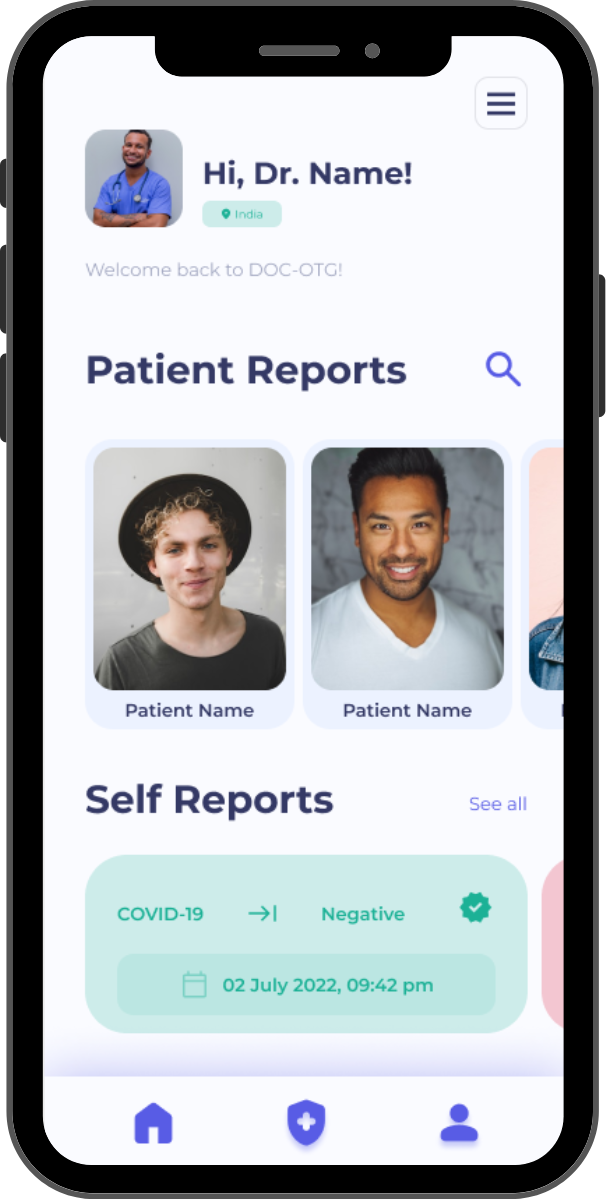 Hi, Dr. Name!
India
Welcome back to DOC-OTG!
Patient Reports
Patient Name
Patient Name
Self Reports
See all
COVID-19
Negative
02 July 2022, 09:42 pm